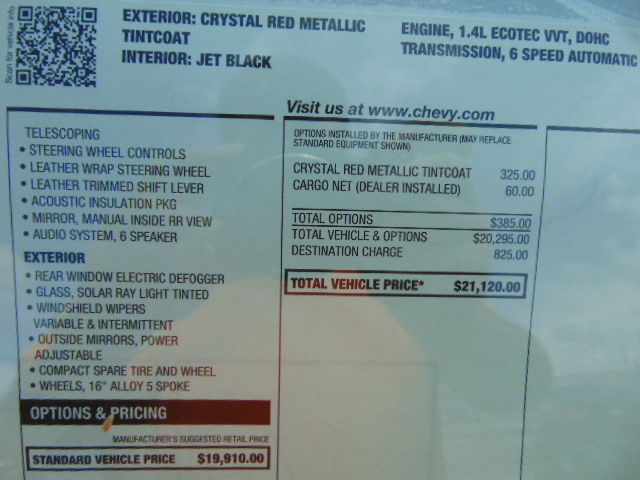 Scan for vehicle info
EXTERIOR: CRYSTAL RED METALLIC
TINTCOAT
INTERIOR: JET BLACK
ENGINE, 1.4L ECOTEC VVT, DOHC
TRANSMISSION, 6 SPEED AUTOMATIC
Visit us at www.chevy.com
TELESCOPING
• STEERING WHEEL CONTROLS
• LEATHER WRAP STEERING WHEEL
• LEATHER TRIMMED SHIFT LEVER
• ACOUSTIC INSULATION PKG
• MIRROR, MANUAL INSIDE RR VIEW
• AUDIO SYSTEM, 6 SPEAKER
EXTERIOR
• REAR WINDOW ELECTRIC DEFOGGER
• GLASS, SOLAR RAY LIGHT TINTED
• WINDSHIELD WIPERS
VARIABLE & INTERMITTENT
• OUTSIDE MIRRORS, POWER
ADJUSTABLE
• COMPACT SPARE TIRE AND WHEEL
• WHEELS, 16" ALLOY 5 SPOKE
OPTIONS & PRICING
MANUFACTURER'S SUGGESTED RETAIL PRICE
STANDARD VEHICLE PRICE $19,910.00
OPTIONS INSTALLED BY THE MANUFACTURER (MAY REPLACE
STANDARD EQUIPMENT SHOWN)
CRYSTAL RED METALLIC TINTCOAT 325.00
CARGO NET (DEALER INSTALLED) 60.00
TOTAL OPTIONS $385.00
TOTAL VEHICLE & OPTIONS $20,295.00
DESTINATION CHARGE 825.00
TOTAL VEHICLE PRICE* $21,120.00